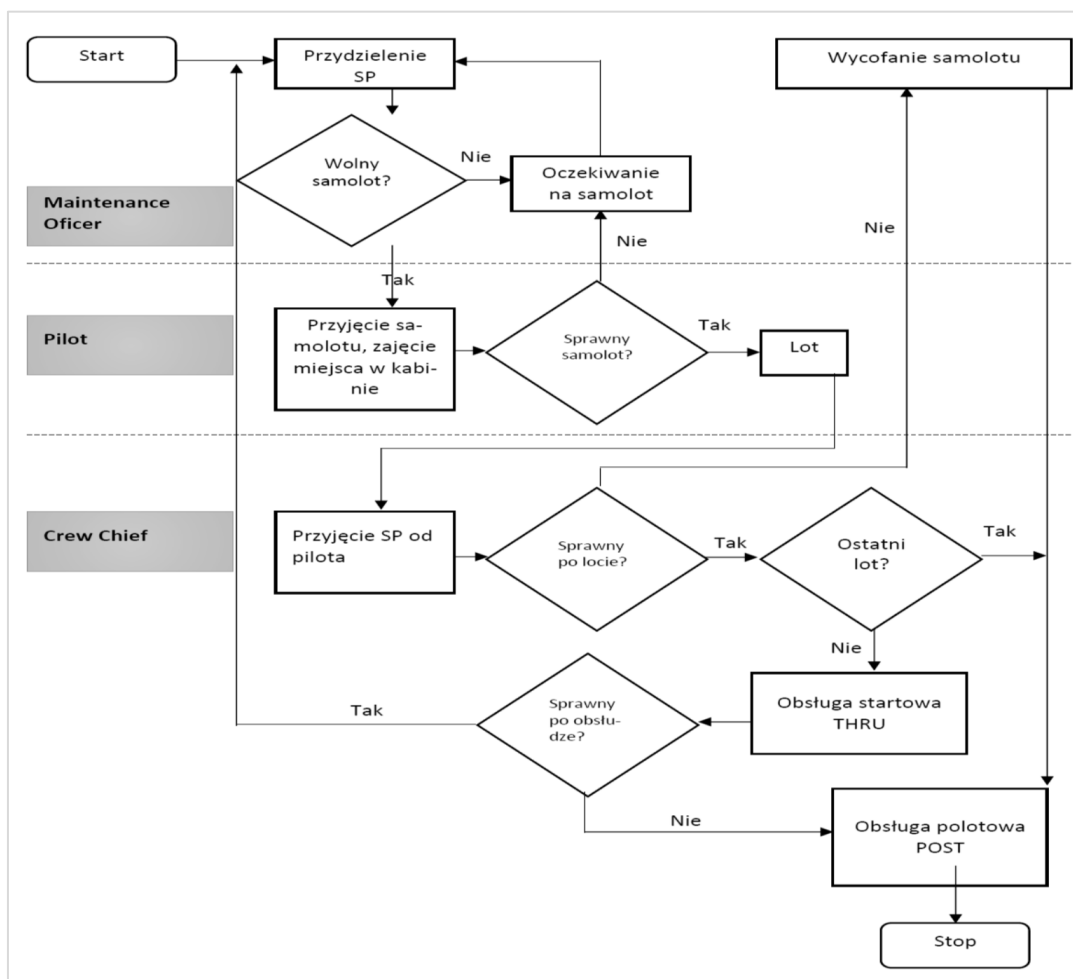 Start
Przydzielenie
SP
Wycofanie samolotu
Wolny
samolot?
Nie
Oczekiwanie
na samolot
Maintenance
Oficer
Nie
Nie
Tak
Pilot
Przyjęcie sa-
molotu, zajęcie
miejsca w kabi-
nie
Sprawny
samolot?
Tak
Lot
Crew Chief
Przyjęcie SP od
pilota
Sprawny
po locie?
Tak
Ostatni
lot?
Tak
Nie
Obsługa startowa
THRU
Sprawny
po obsłu-
dze?
Tak
Nie
Obsługa polotowa
POST
Stop